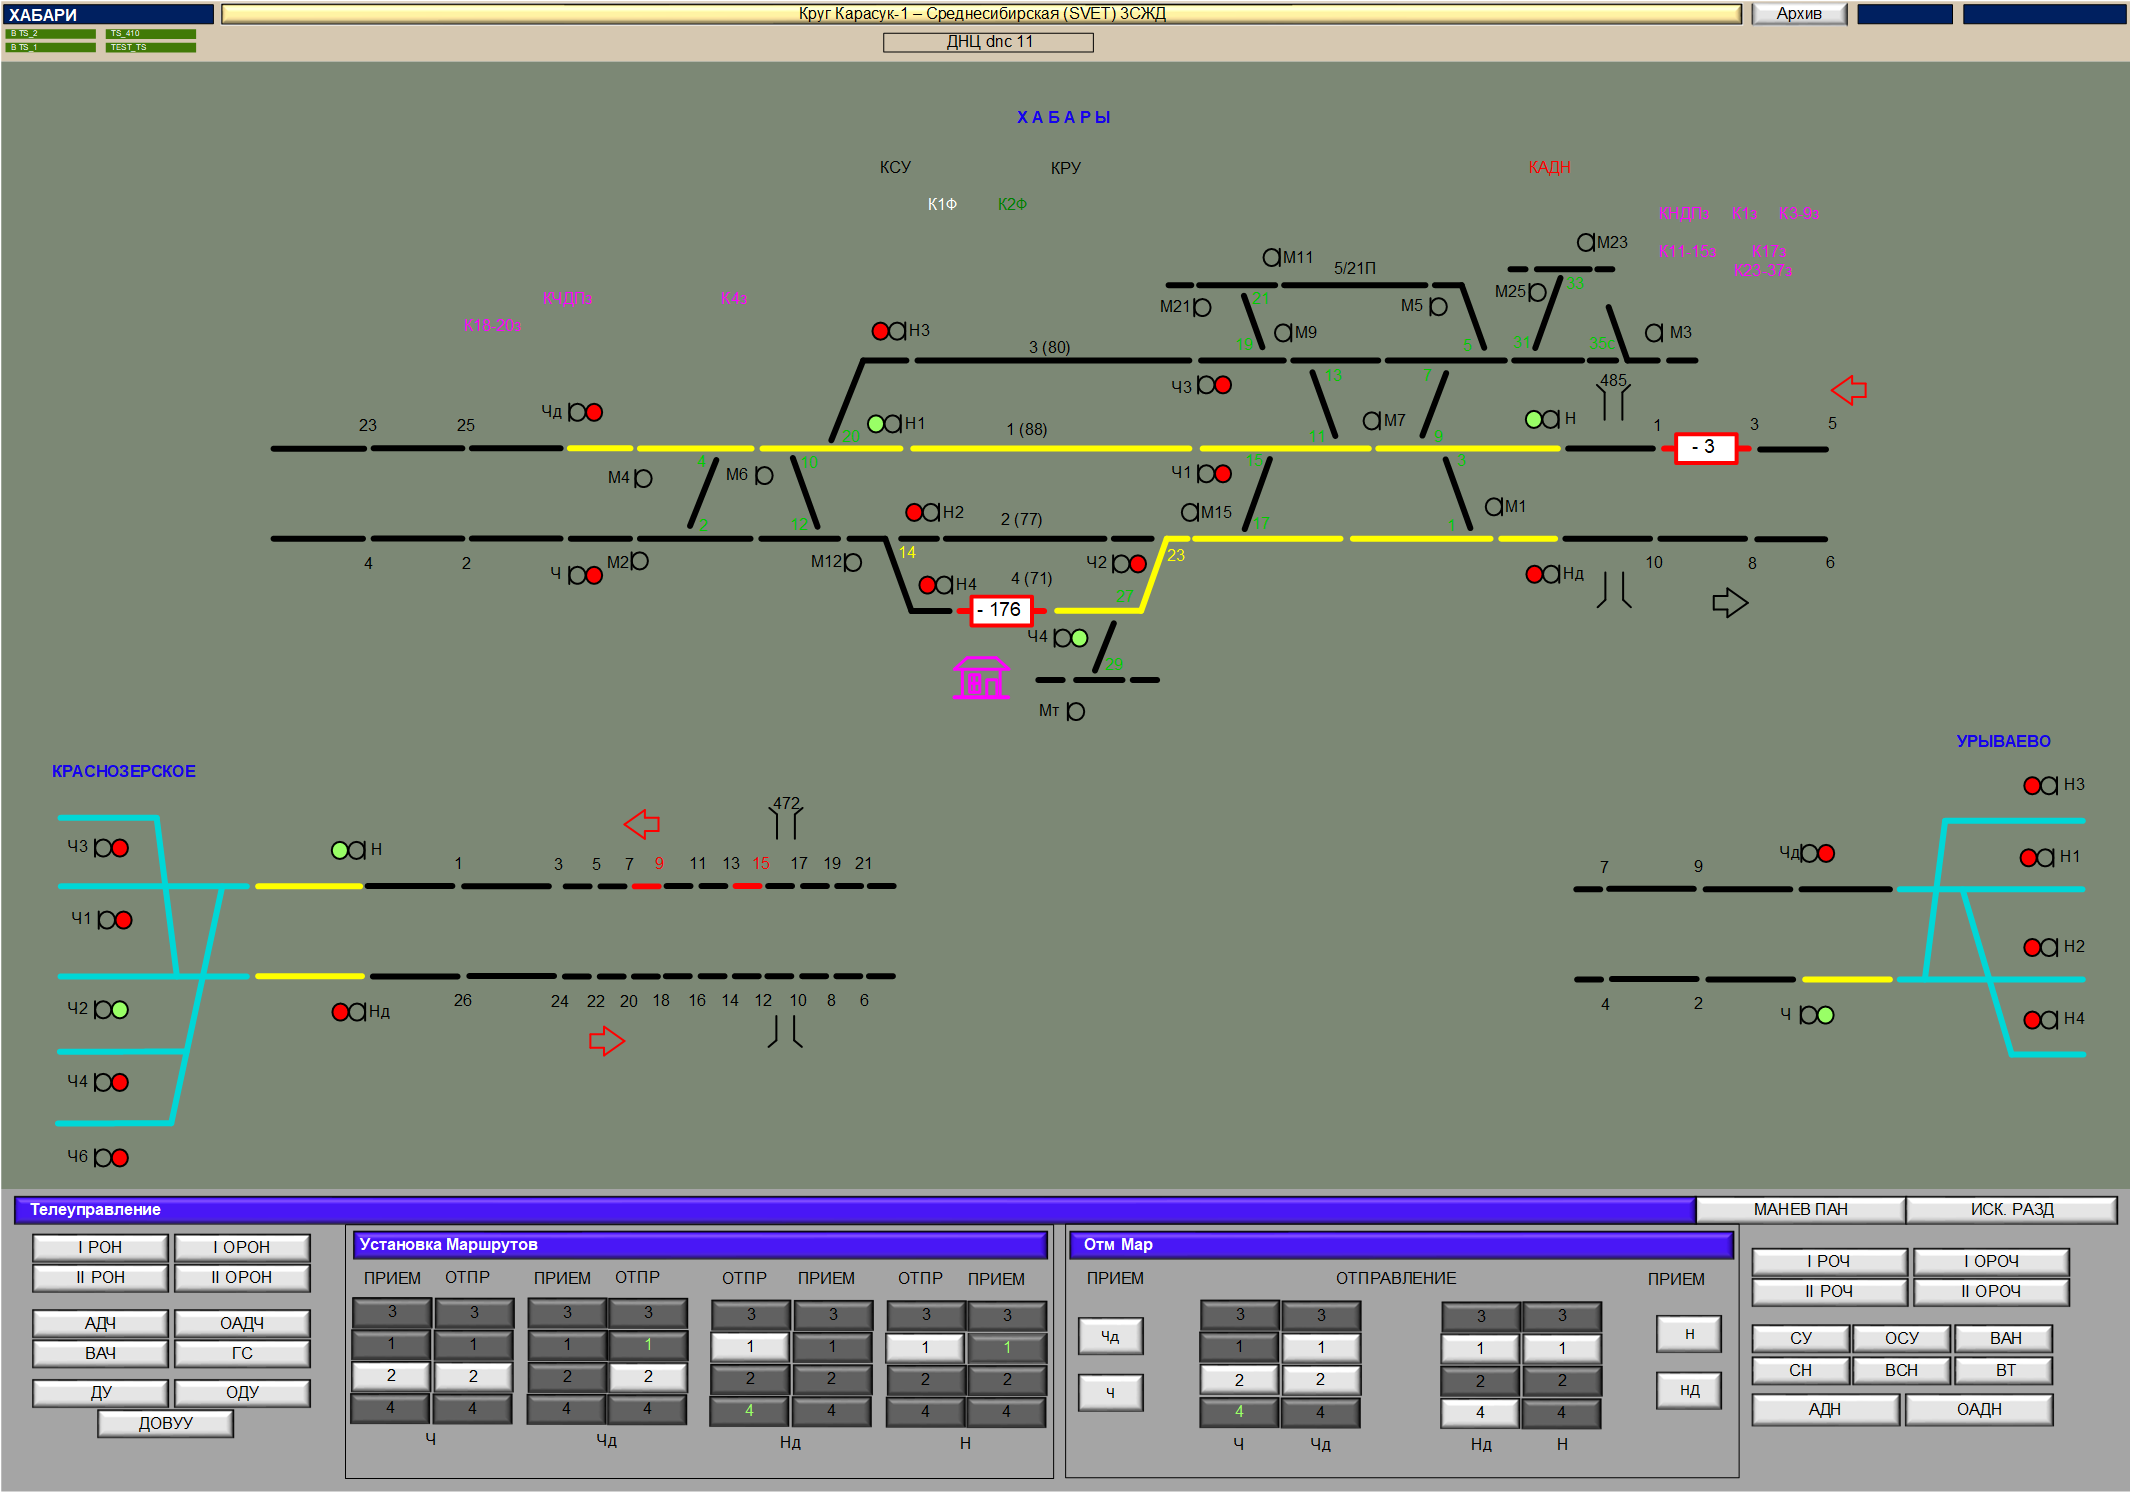 ХАБАРИ
Круг Карасук-1 – Среднесибирская (SVET) ЗСЖД
Архив
В TS_2
TS_410
В TS_1
TEST_TS
ДНЦ dnc 11
Х А Б А Р Ы
КСУ
КРУ
КАДН
К1Ф
К2Ф
КНДПз
К1з
К3-9з
К11-15з
К17з
К23-37з
КЧДПз
К4з
К18-20з
М11
М23
5/21П
М21
21
М5
М25
33
Н3
3 (80)
19
М9
5
31
35с
М3
485
Ч3
13
7
23
25
Чд
20
Н1
1 (88)
11
М7
9
Н
1
3
5
- 3
4
10
15
3
М4
М6
Ч1
М15
М1
2
12
Н2
2 (77)
17
1
4
2
Ч
М2
М12
14
Ч2
23
Нд
10
8
6
Н4
4 (71)
27
- 176
Ч4
29
Мт
КРАСНОЗЕРСКОЕ
УРЫВАЕВО
472
Ч3
Н
1
3
5
7
9
11
13
15
17
19
21
Ч1
Ч2
Нд
26
24
22
20
18
16
14
12
10
8
6
Ч4
Ч6
Н3
Чд
7
9
Н1
Н2
4
2
Ч
Н4
Телеуправление
МАНЕВ ПАН
ИСК. РАЗД
I РОН
I ОРОН
II РОН
II ОРОН
АДЧ
ОАДЧ
ВАЧ
ГС
ДУ
ОДУ
ДОВУУ
Установка Маршрутов
ПРИЕМ
ОТПР
ПРИЕМ
ОТПР
ОТПР
ПРИЕМ
ОТПР
ПРИЕМ
3 3 3 3 3 3 3 3
1 1 1 1 1 1 1 1
2 2 2 2 2 2 2 2
4 4 4 4 4 4 4 4
Ч
Чд
Нд
Н
Отм Мар
ПРИЕМ
ОТПРАВЛЕНИЕ
ПРИЕМ
Чд
Ч
3 3 3 3
1 1 1 1
2 2 2 2
4 4 4 4
Ч
Чд
Нд
Н
Н
НД
I РОЧ
I ОРОЧ
II РОЧ
II ОРОЧ
СУ
ОСУ
ВАН
СН
ВСН
ВТ
АДН
ОАДН